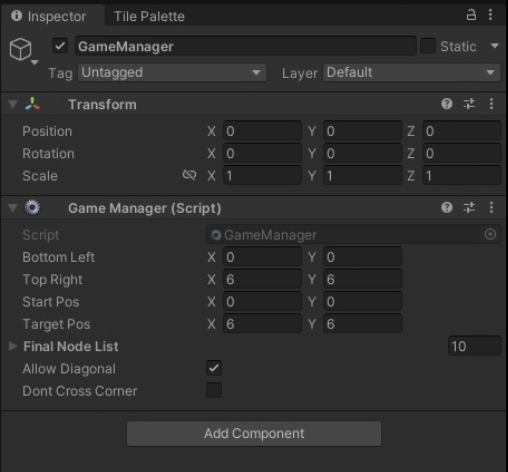 Inspector Tile Palette
GameManager Static
Tag Untagged Layer Default
Transform
Position X 0 Y 0 Z 0
Rotation X 0 Y 0 Z 0
Scale X 1 Y 1 Z 1
Game Manager (Script)
Script GameManager
Bottom Left X 0 Y 0
Top Right X 6 Y 6
Start Pos X 0 Y 0
Target Pos X 6 Y 6
Final Node List 10
Allow Diagonal
Dont Cross Corner
Add Component